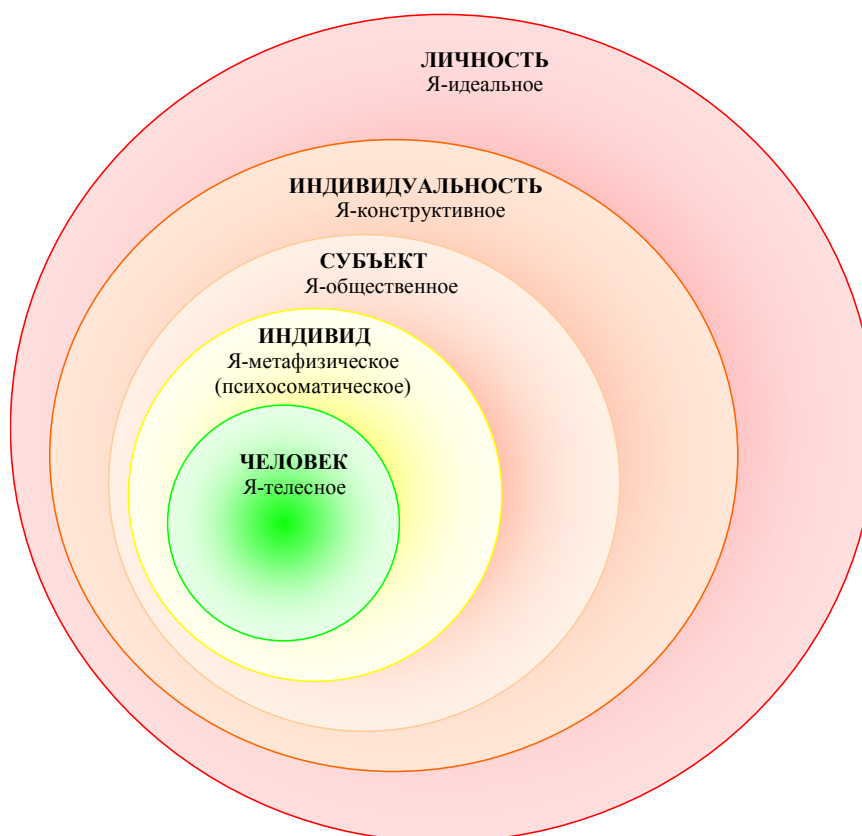 ЛИЧНОСТЬ
Я-идеальное
ИНДИВИДУАЛЬНОСТЬ
Я-конструктивное
СУБЪЕКТ
Я-общественное
ИНДИВИД
Я-метафизическое
(психосоматическое)
ЧЕЛОВЕК
Я-телесное